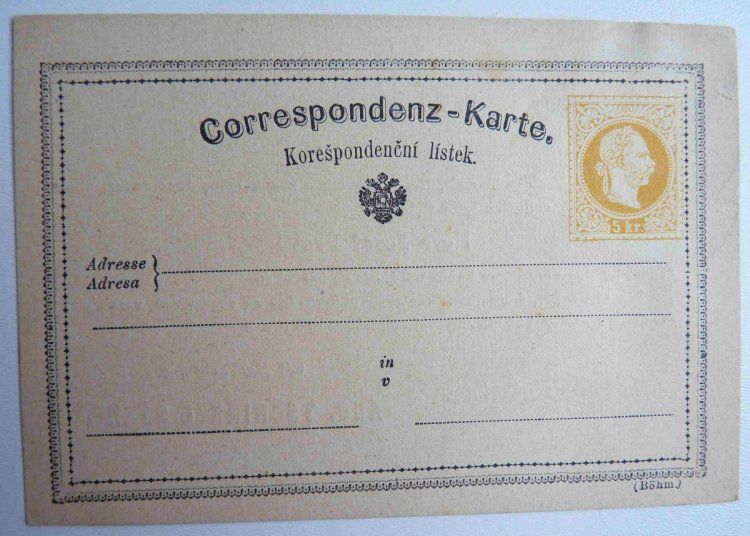 Correspondenz-Karte.
Korešpondenční lístek.
5 kr.
Adresse
Adresa
in
v
(Böhm.)